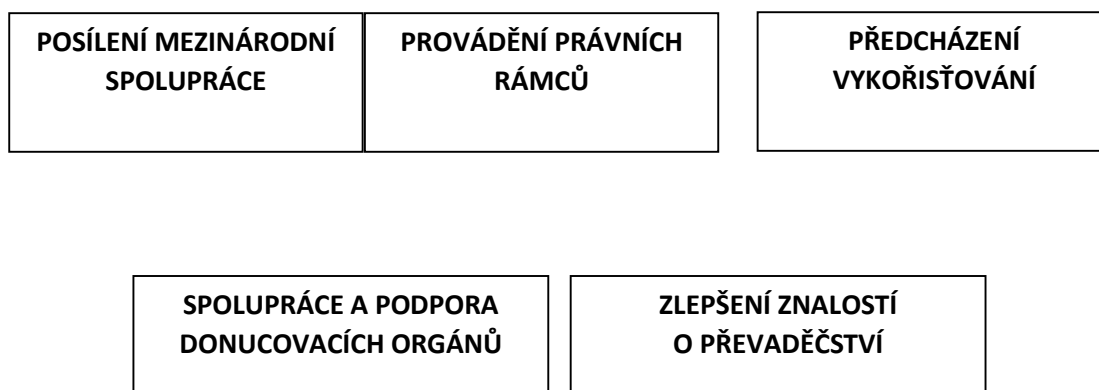 POSÍLENÍ MEZINÁRODNÍ
SPOLUPRÁCE
PROVÁDĚNÍ PRÁVNÍCH
RÁMCŮ
PŘEDCHÁZENÍ
VYKOŘISŤOVÁNÍ
SPOLUPRÁCE A PODPORA
DONUCOVACÍCH ORGÁNŮ
ZLEPŠENÍ ZNALOSTÍ
O PŘEVADĚČSTVÍ